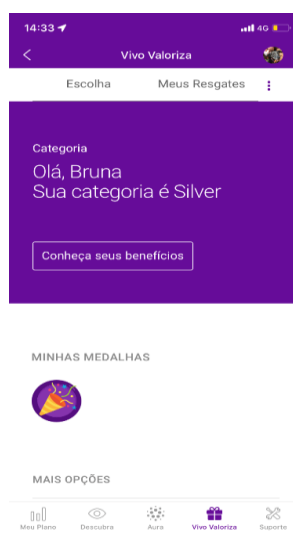 14:33
4G
Vivo Valoriza
Escolha
Meus Resgates
Categoria
Olá, Bruna
Sua categoria é Silver
Conheça seus benefícios
MINHAS MEDALHAS
MAIS OPÇÕES
Meu Plano
Descubra
Aura
Vivo Valoriza
Suporte